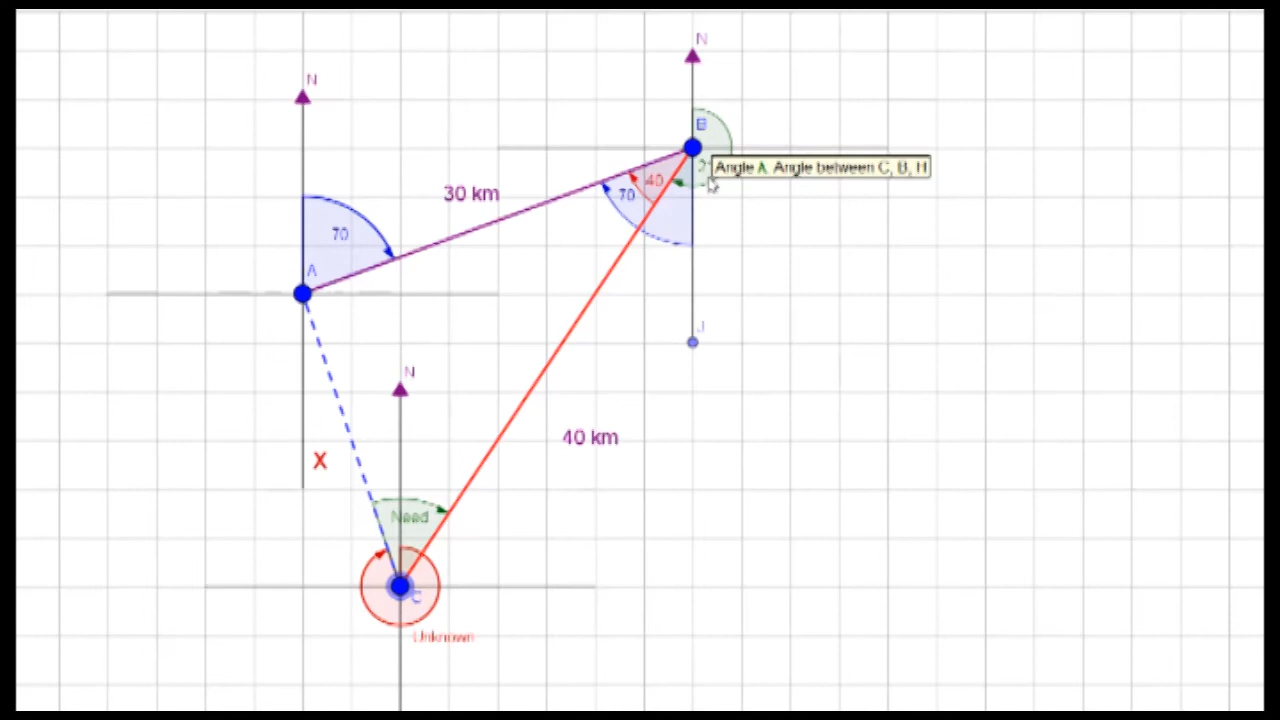 N
N
B
Angle λ: Angle between C, B, H
40
70
30 km
70
A
J
N
40 km
X
Need
C
Unknown